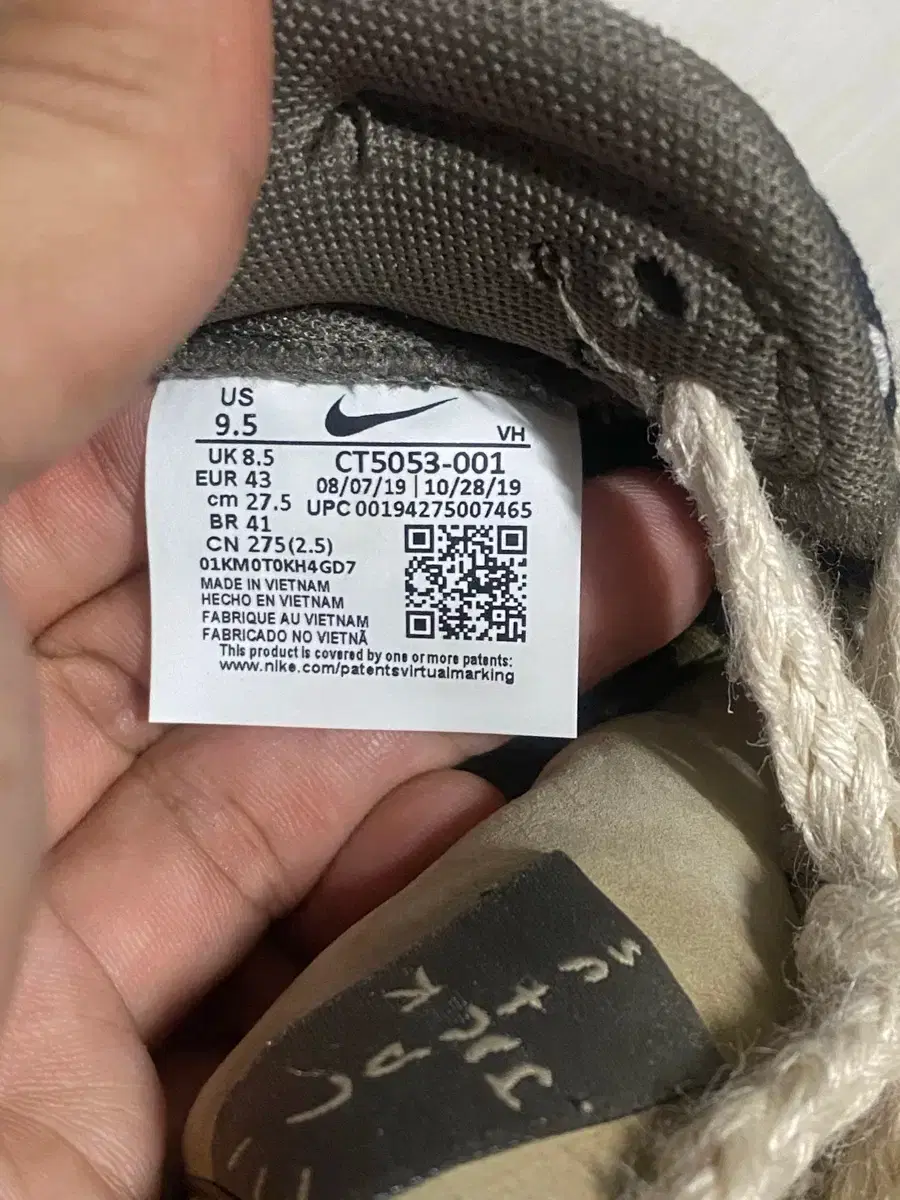 US
9.5
VH
UK 8.5
EUR 43
cm 27.5
BR 41
CN 275(2.5)
CT5053-001
08/07/19 | 10/28/19
UPC 00194275007465
01KM0T0KH4GD7
MADE IN VIETNAM
HECHO EN VIETNAM
FABRIQUE AU VIETNAM
FABRICADO NO VIETNÃ
This product is covered by one or more patents:
www.nike.com/patentsvirtualmarking